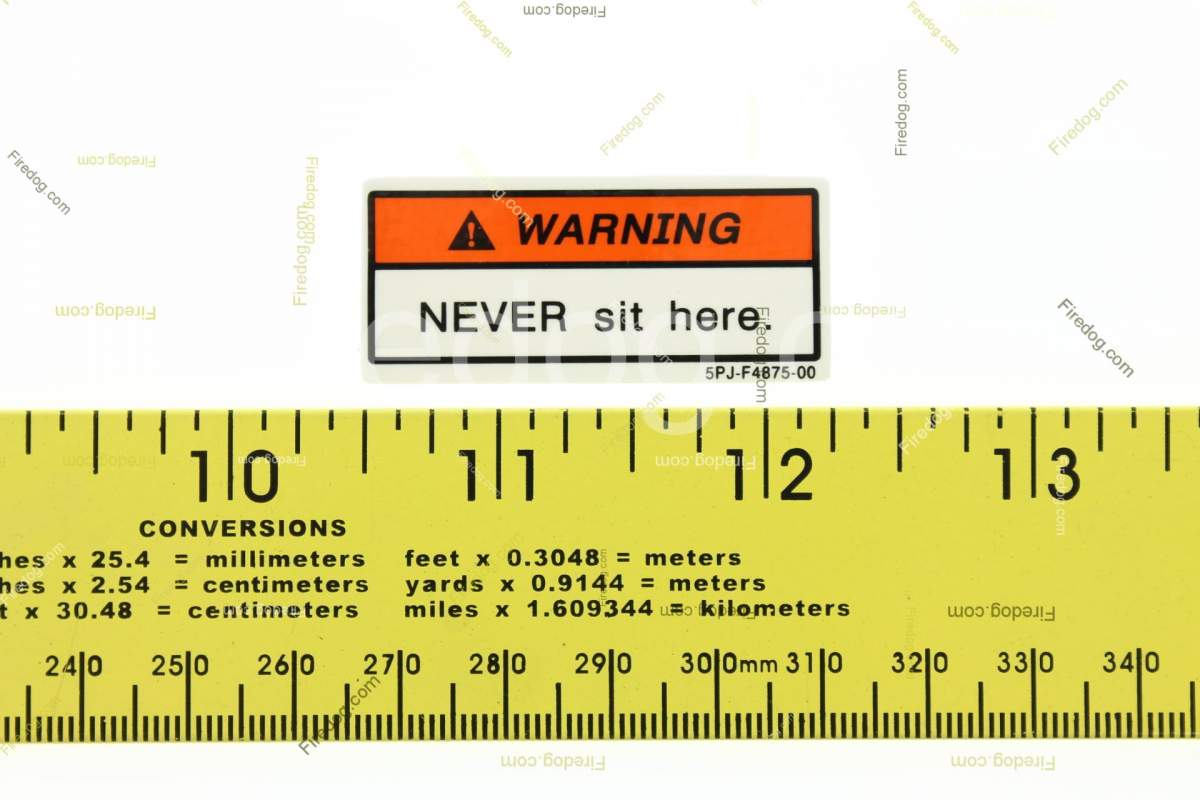 WARNING
NEVER sit here.
5PJ-F4875-00
10 11 12 13
CONVERSIONS
hes x 25.4 = millimeters feet x 0.3048 = meters
hes x 2.54 = centimeters yards x 0.9144 = meters
t x 30.48 = centimeters miles x 1.609344 = kilometers
240 250 260 270 280 290 300mm 310 320 330 340
Firedog.com